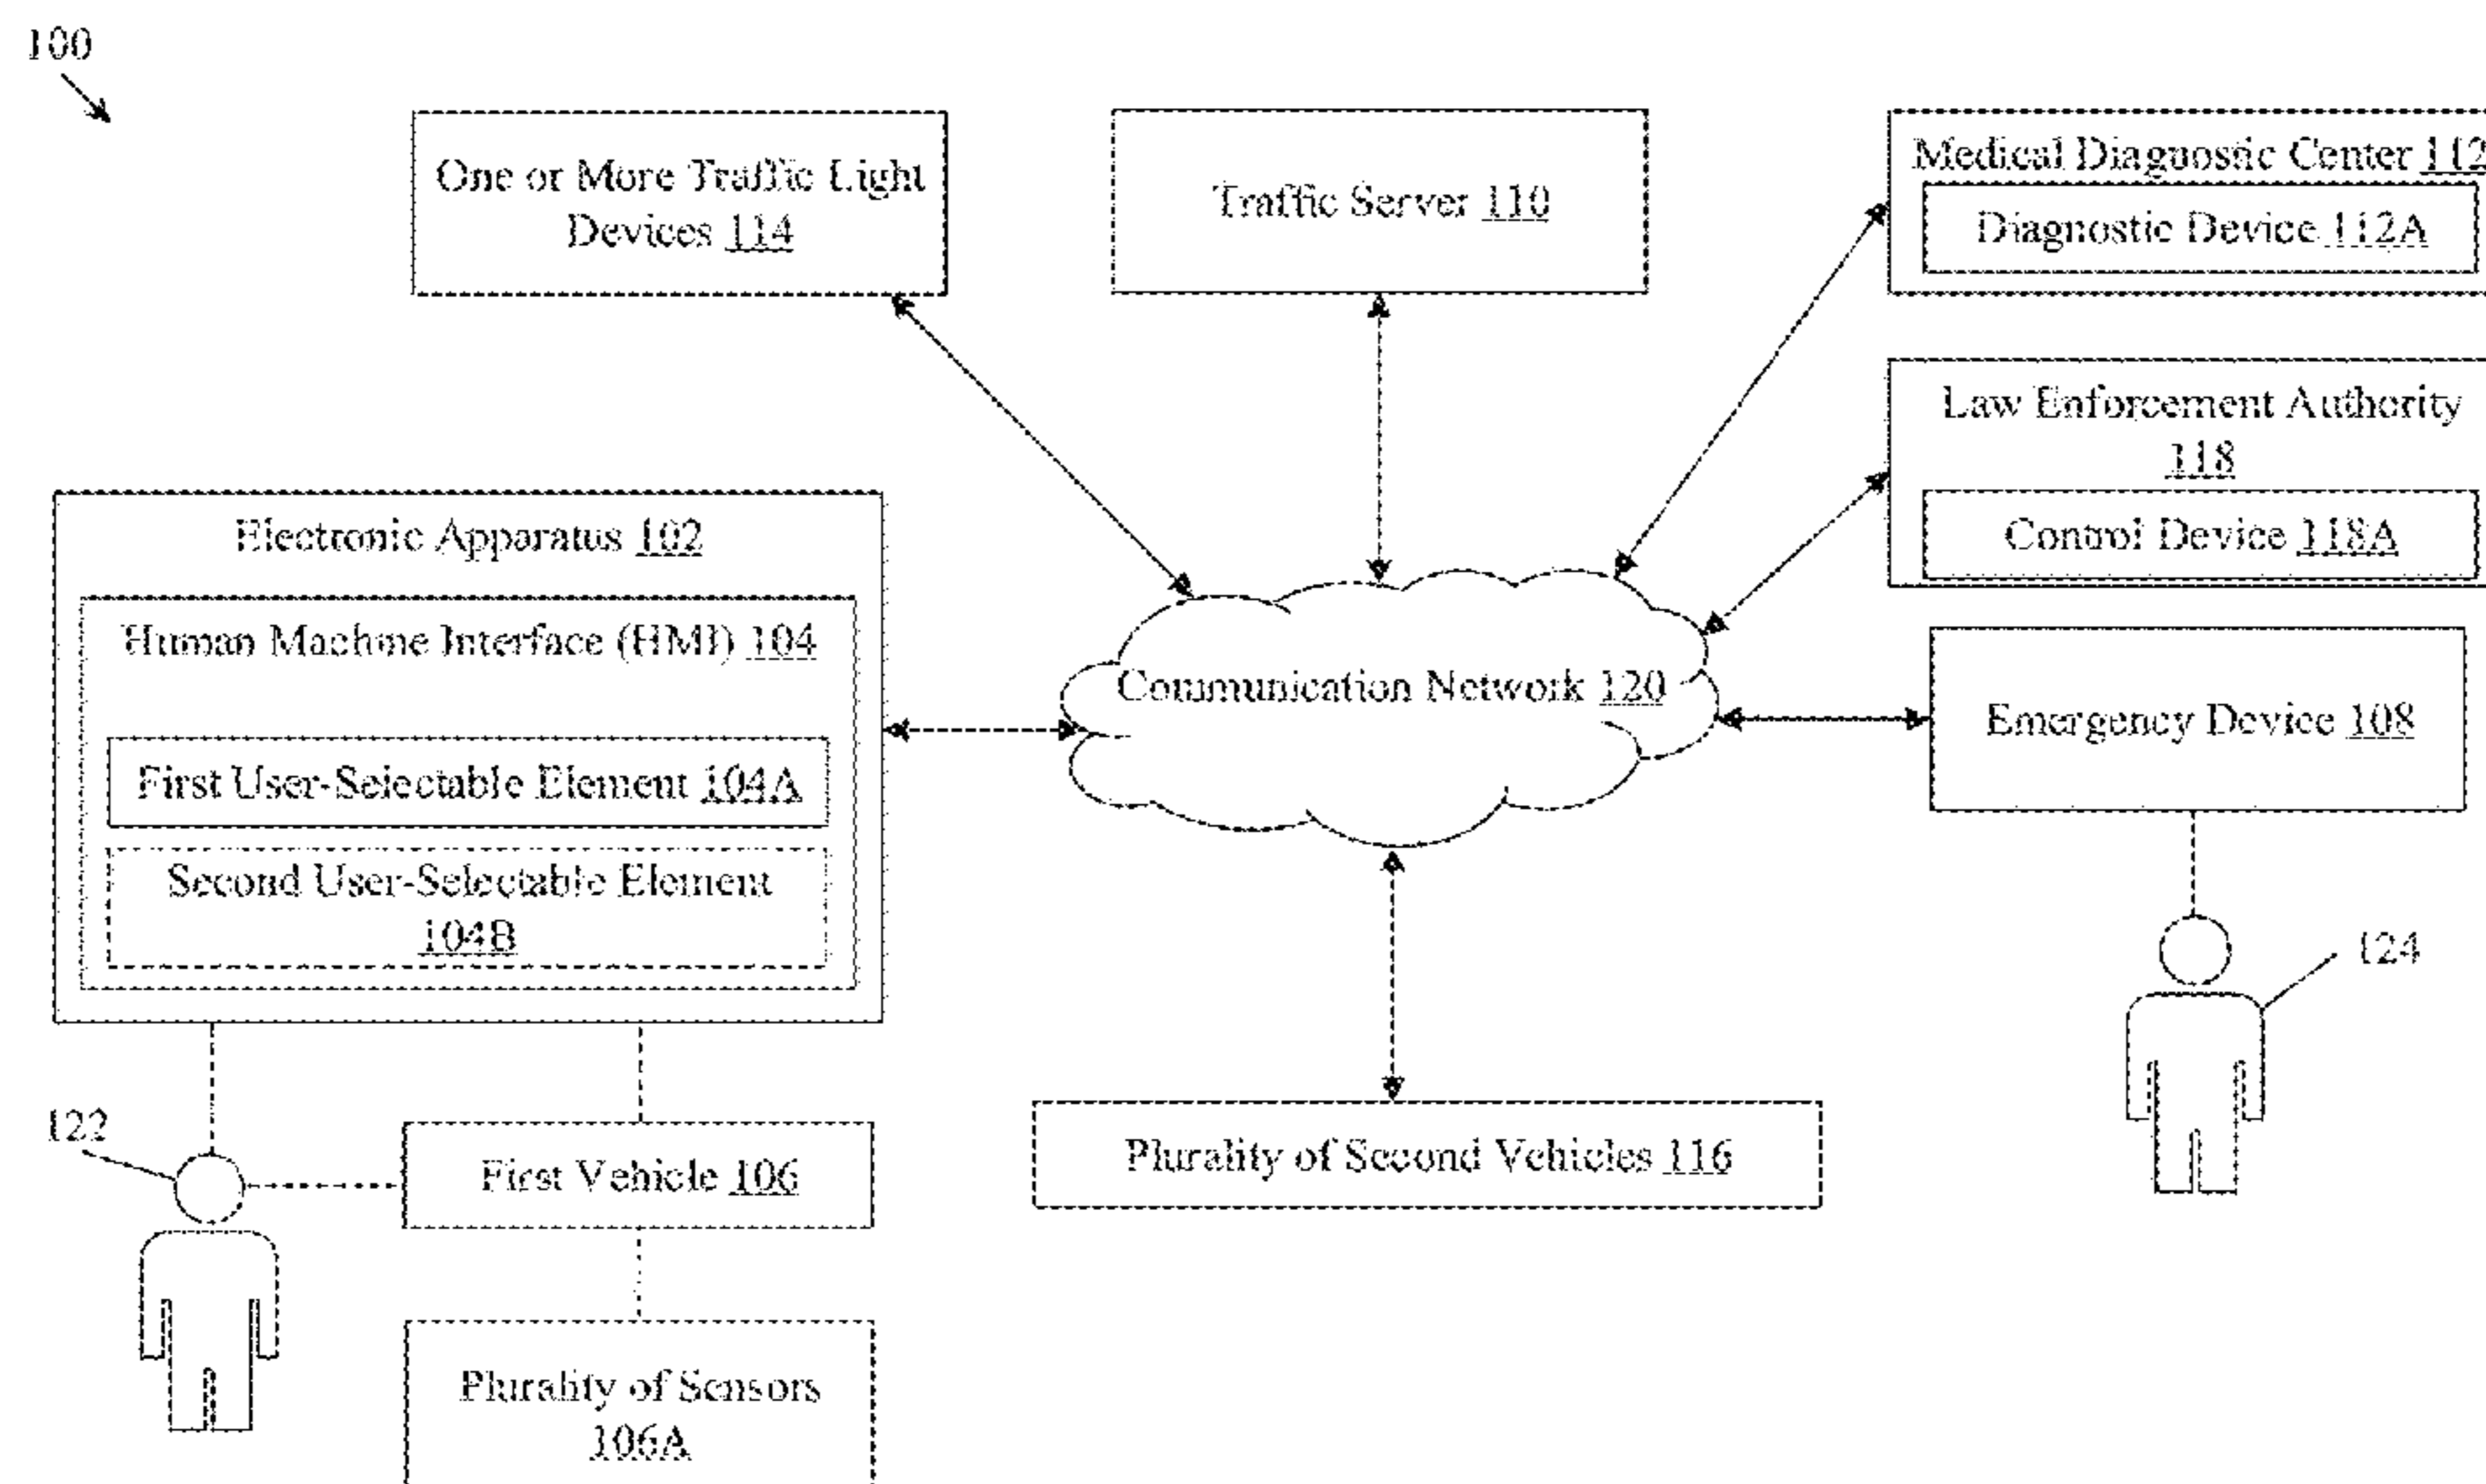 100
One or More Traffic Light
Devices 114
Traffic Server 110
Medical Diagnostic Center 112
Diagnostic Device 112A
Law Enforcement Authority
118
Control Device 118A
Electronic Apparatus 102
Human Machine Interface (HMI) 104
First User-Selectable Element 104A
Second User-Selectable Element
104B
Communication Network 120
Emergency Device 108
124
122
First Vehicle 106
Plurality of Second Vehicles 116
Plurality of Sensors
106A